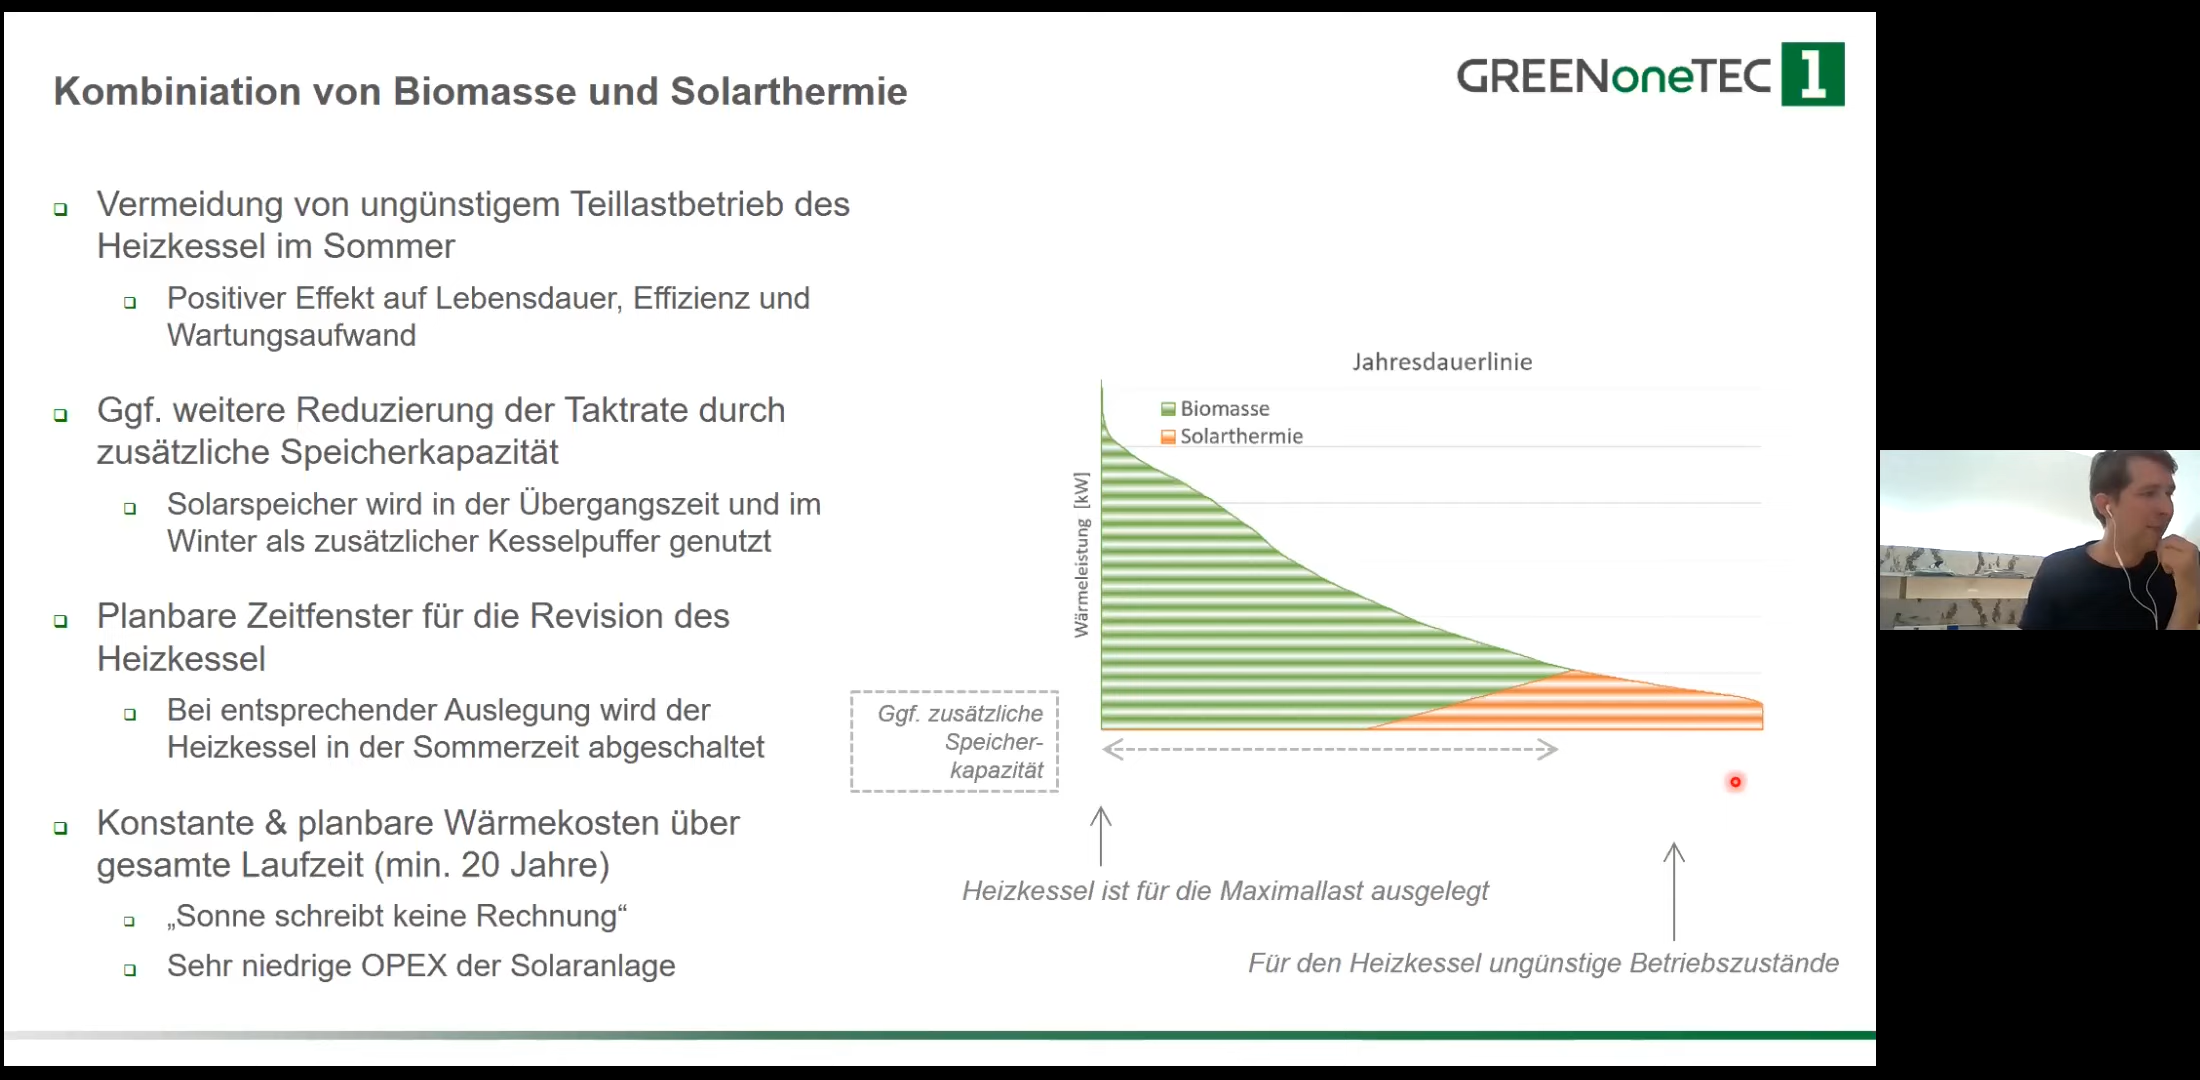 Kombiniation von Biomasse und Solarthermie
GREENoneTEC 1
Vermeidung von ungünstigem Teillastbetrieb des
Heizkessel im Sommer
Positiver Effekt auf Lebensdauer, Effizienz und
Wartungsaufwand
Ggf. weitere Reduzierung der Taktrate durch
zusätzliche Speicherkapazität
Solarspeicher wird in der Übergangszeit und im
Winter als zusätzlicher Kesselpuffer genutzt
Planbare Zeitfenster für die Revision des
Heizkessel
Bei entsprechender Auslegung wird der
Heizkessel in der Sommerzeit abgeschaltet
Konstante & planbare Wärmekosten über
gesamte Laufzeit (min. 20 Jahre)
„Sonne schreibt keine Rechnung“
Sehr niedrige OPEX der Solaranlage
Jahresdauerlinie
Biomasse
Solarthermie
Wärmeleistung [kW]
Ggf. zusätzliche
Speicher-
kapazität
Heizkessel ist für die Maximallast ausgelegt
Für den Heizkessel ungünstige Betriebszustände